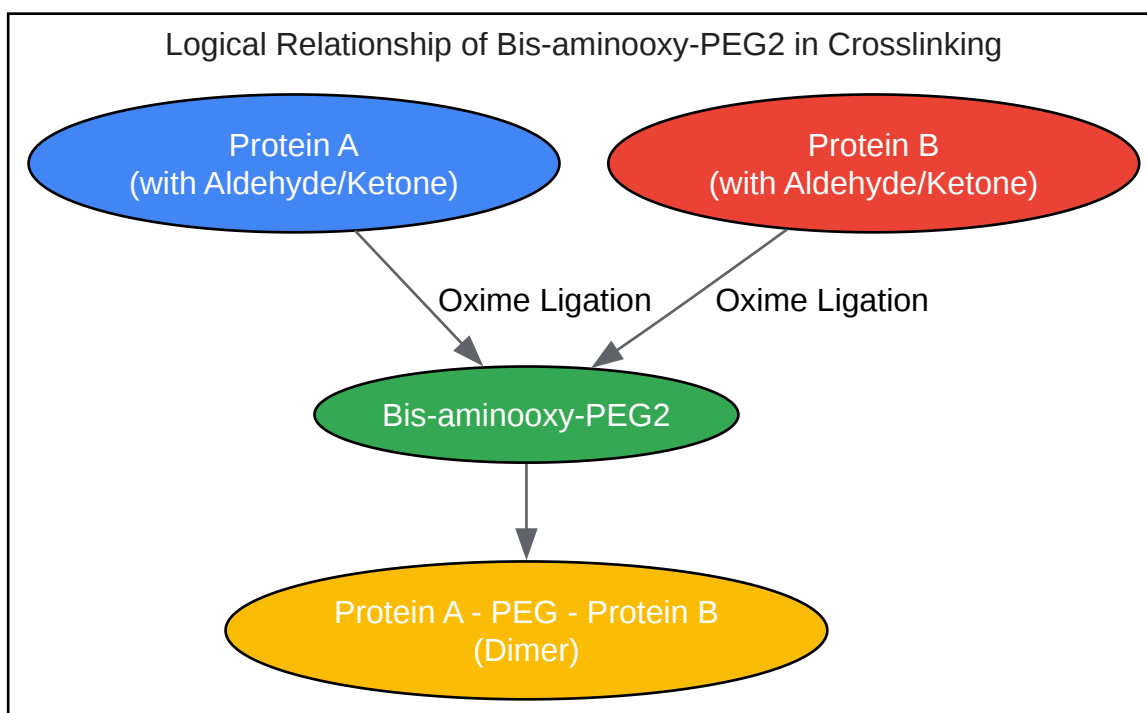 Logical Relationship of Bis-aminooxy-PEG2 in Crosslinking
Protein A
(with Aldehyde/Ketone)
Protein B
(with Aldehyde/Ketone)
Oxime Ligation
Oxime Ligation
Bis-aminooxy-PEG2
Protein A - PEG - Protein B
(Dimer)